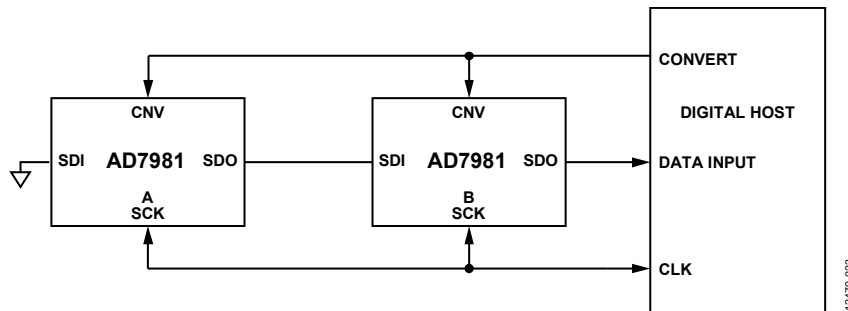 CONVERT
CNV
CNV
DIGITAL HOST
SDI AD7981 SDO
SDI AD7981 SDO
DATA INPUT
A
SCK
B
SCK
CLK